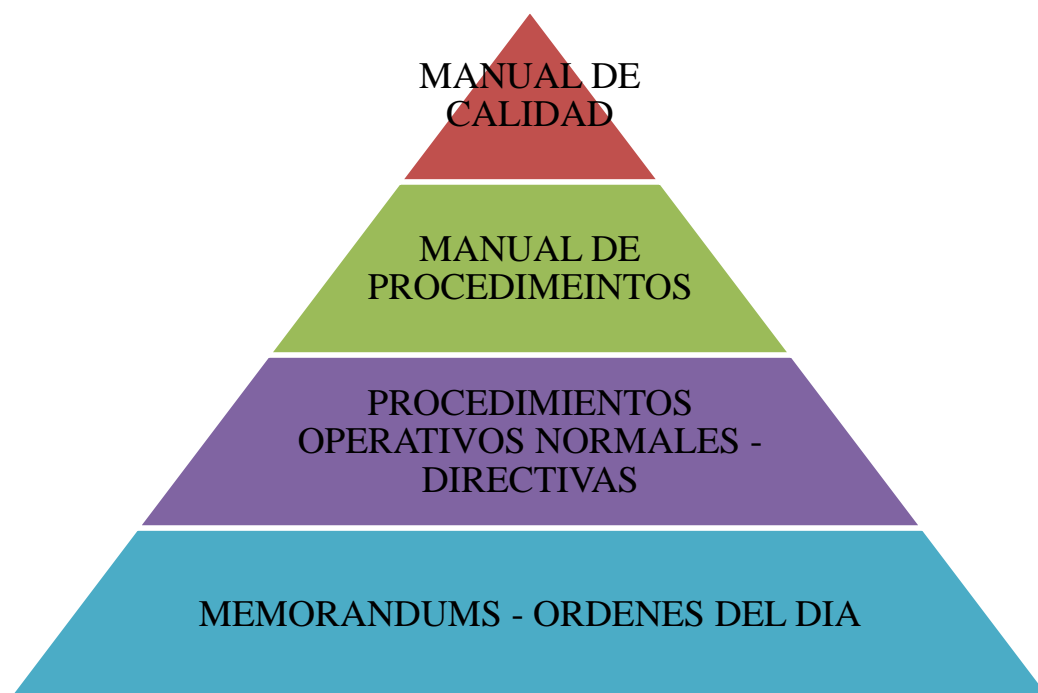 MANUAL DE
CALIDAD
MANUAL DE
PROCEDIMEINTOS
PROCEDIMIENTOS
OPERATIVOS NORMALES -
DIRECTIVAS
MEMORANDUMS - ORDENES DEL DIA